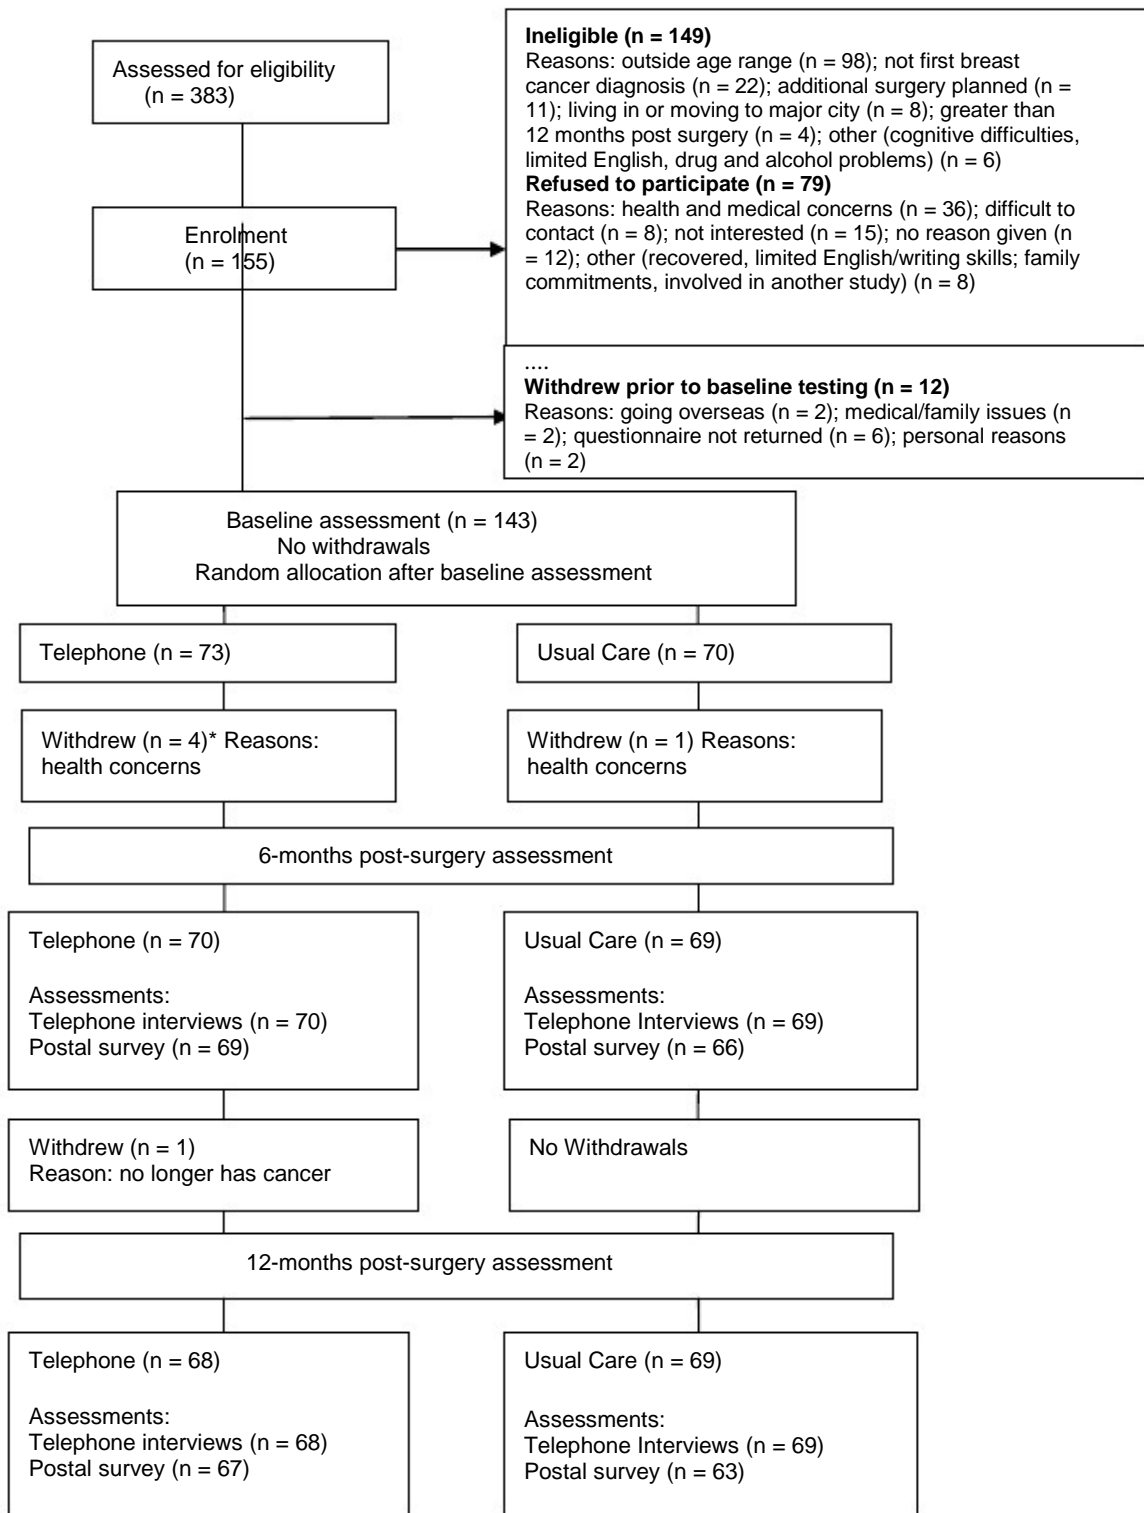 Assessed for eligibility
(n = 383)
Ineligible (n = 149)
Reasons: outside age range (n = 98); not first breast
cancer diagnosis (n = 22); additional surgery planned (n =
11); living in or moving to major city (n = 8); greater than
12 months post surgery (n = 4); other (cognitive difficulties,
limited English, drug and alcohol problems) (n = 6)
Refused to participate (n = 79)
Reasons: health and medical concerns (n = 36); difficult to
contact (n = 8); not interested (n = 15); no reason given (n
= 12); other (recovered, limited English/writing skills; family
commitments, involved in another study) (n = 8)
Enrolment
(n = 155)
....
Withdrew prior to baseline testing (n = 12)
Reasons: going overseas (n = 2); medical/family issues (n
= 2); questionnaire not returned (n = 6); personal reasons
(n = 2)
Baseline assessment (n = 143)
No withdrawals
Random allocation after baseline assessment
Telephone (n = 73)
Usual Care (n = 70)
Withdrew (n = 4)* Reasons:
health concerns
Withdrew (n = 1) Reasons:
health concerns
6-months post-surgery assessment
Telephone (n = 70)
Assessments:
Telephone interviews (n = 70)
Postal survey (n = 69)
Usual Care (n = 69)
Assessments:
Telephone Interviews (n = 69)
Postal survey (n = 66)
Withdrew (n = 1)
Reason: no longer has cancer
No Withdrawals
12-months post-surgery assessment
Telephone (n = 68)
Assessments:
Telephone interviews (n = 68)
Postal survey (n = 67)
Usual Care (n = 69)
Assessments:
Telephone Interviews (n = 69)
Postal survey (n = 63)